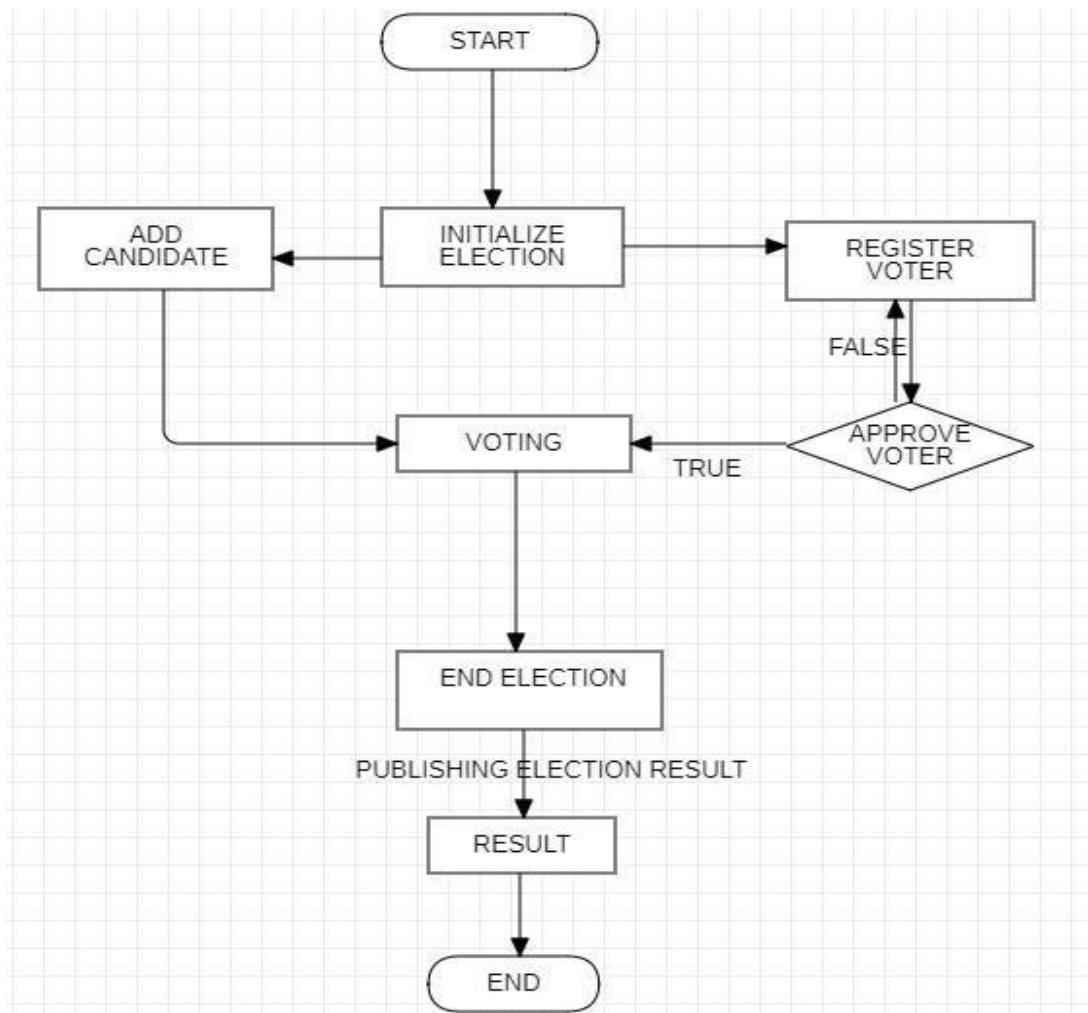 START
ADD
CANDIDATE
INITIALIZE
ELECTION
REGISTER
VOTER
FALSE
VOTING
TRUE
APPROVE
VOTER
END ELECTION
PUBLISHING ELECTION RESULT
RESULT
END